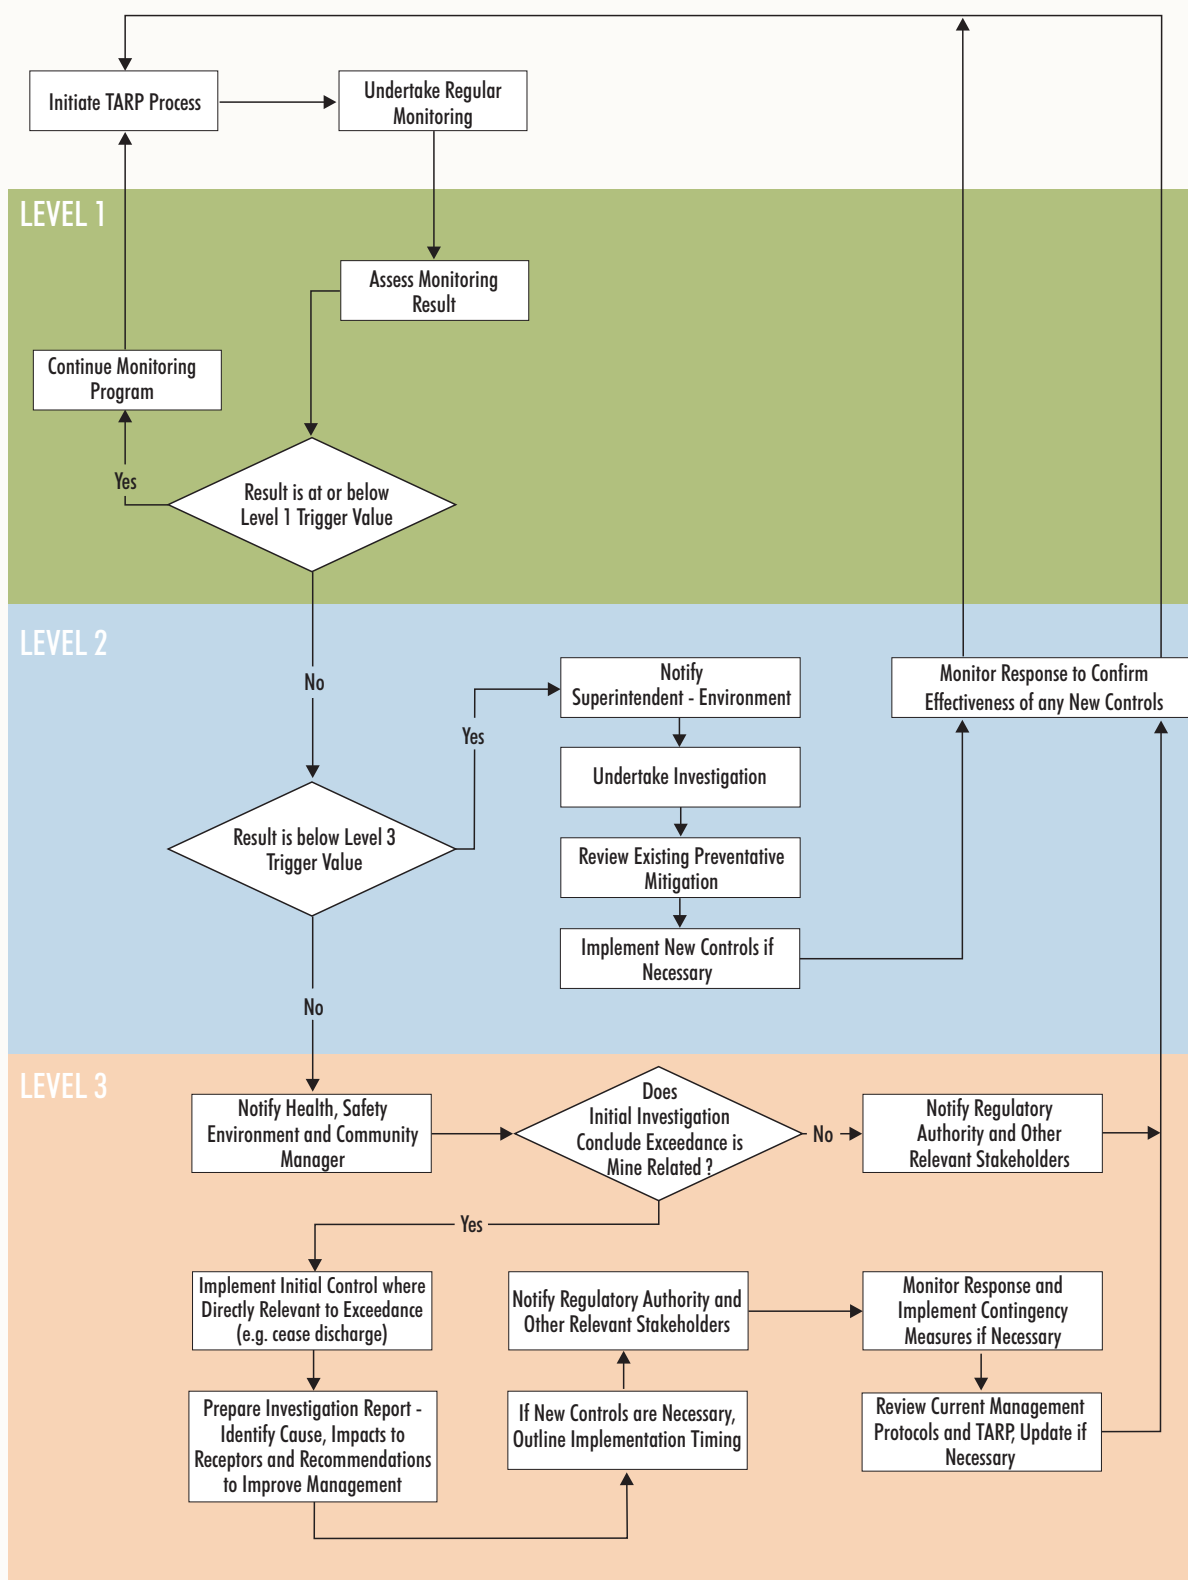 Initiate TARP Process
Undertake Regular
Monitoring
LEVEL 1
Assess Monitoring
Result
Continue Monitoring
Program
Yes
Result is at or below
Level 1 Trigger Value
LEVEL 2
No
Notify
Superintendent - Environment
Monitor Response to Confirm
Effectiveness of any New Controls
Yes
Undertake Investigation
Result is below Level 3
Trigger Value
Review Existing Preventative
Mitigation
Implement New Controls if
Necessary
No
LEVEL 3
Notify Health, Safety
Environment and Community
Manager
Does
Initial Investigation
Conclude Exceedance is
Mine Related ?
No
Notify Regulatory
Authority and Other
Relevant Stakeholders
Yes
Implement Initial Control where
Directly Relevant to Exceedance
(e.g. cease discharge)
Notify Regulatory Authority and
Other Relevant Stakeholders
Monitor Response and
Implement Contingency
Measures if Necessary
Prepare Investigation Report -
Identify Cause, Impacts to
Receptors and Recommendations
to Improve Management
If New Controls are Necessary,
Outline Implementation Timing
Review Current Management
Protocols and TARP, Update if
Necessary